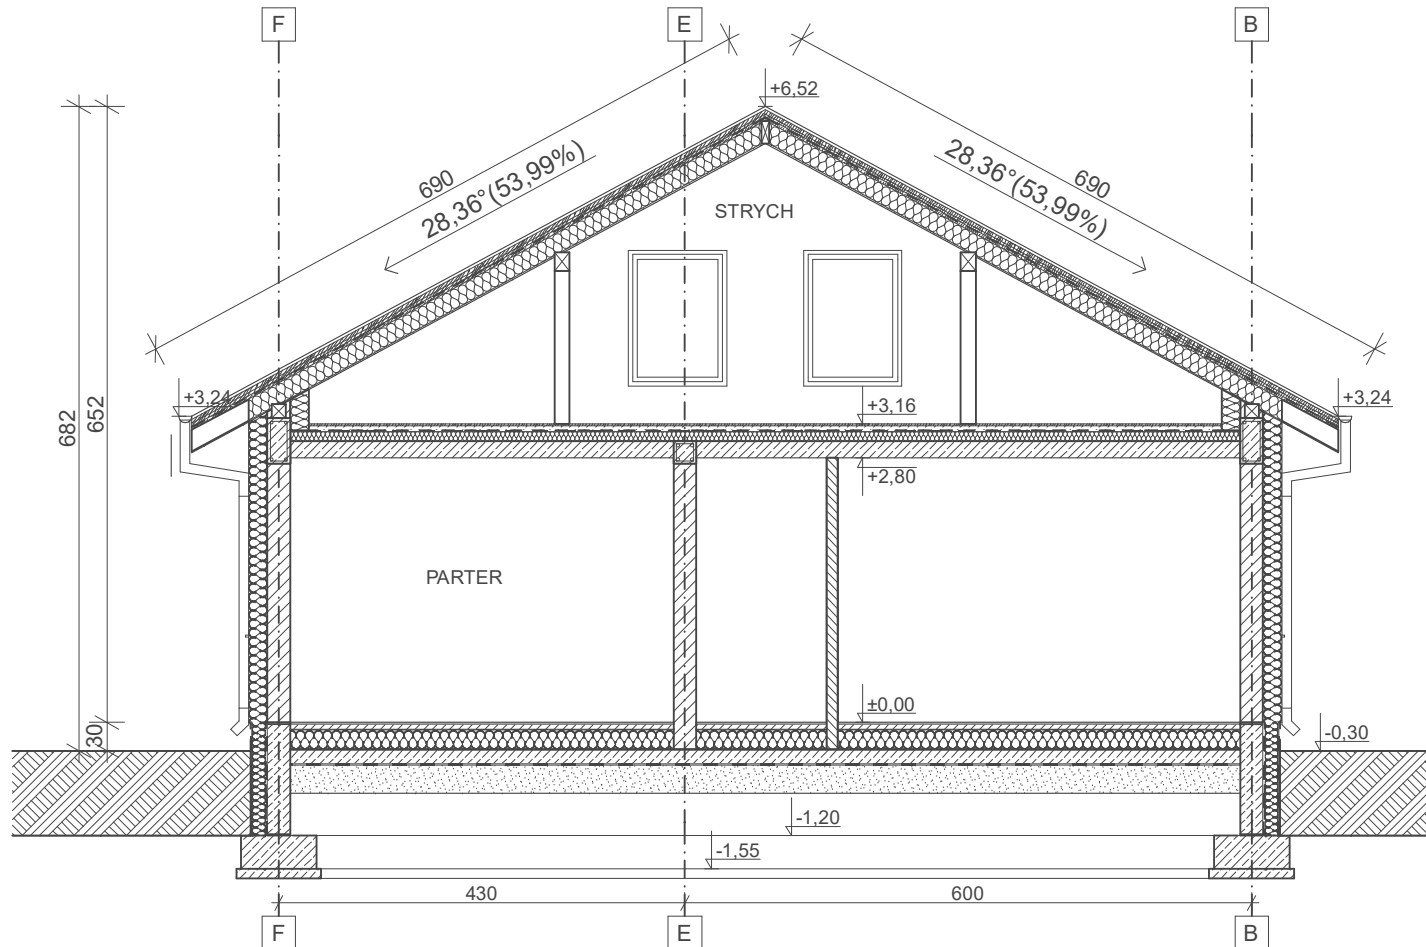 F
E
B
+6,52
690
28,36°(53,99%)
28,36°(53,99%)
690
STRYCH
+3,24
+3,24
+3,16
682
652
+2,80
PARTER
±0,00
30
-0,30
-1,20
-1,55
430
600
F
E
B